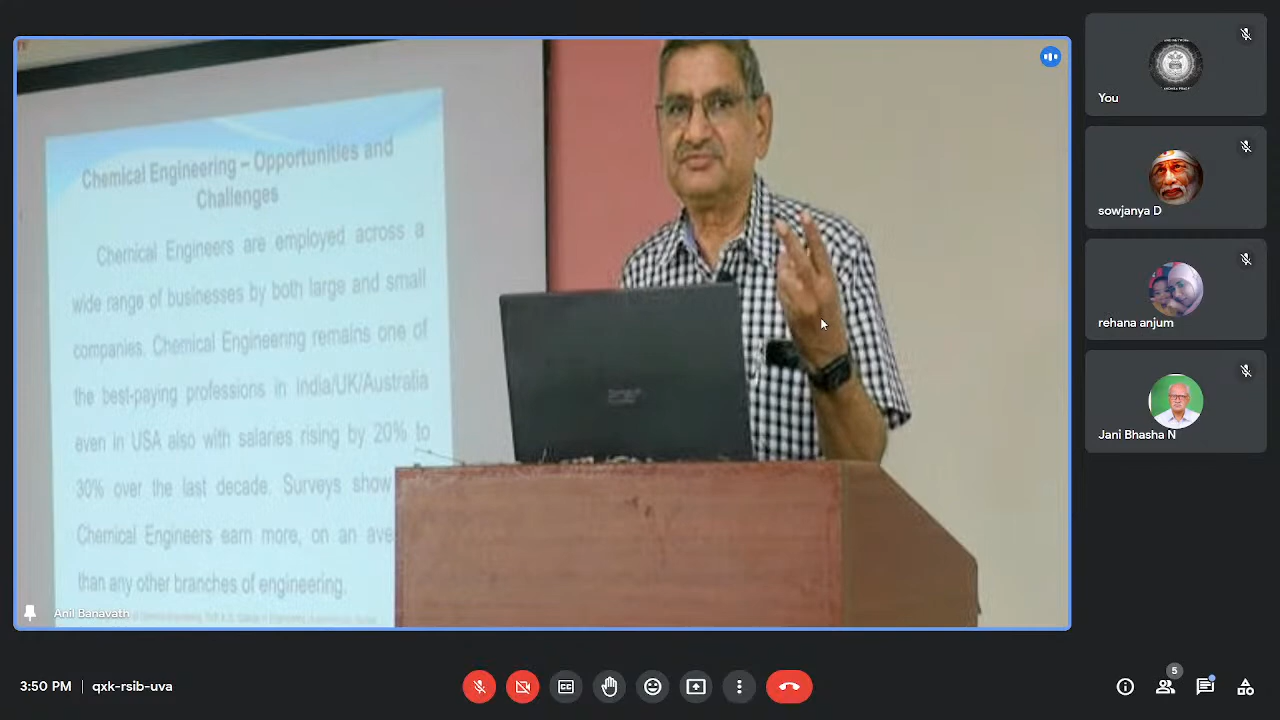 Chemical Engineering – Opportunities and
Challenges
Chemical Engineers are employed across a
wide range of businesses by both large and small
companies. Chemical Engineering remains one of
the best-paying professions in India/UK/Australia
even in USA also with salaries rising by 20% to
30% over the last decade. Surveys show
Chemical Engineers earn more, on an ave
than any other branches of engineering.
Anil Banavath
You
sowjanya D
rehana anjum
Jani Bhasha N
3:50 PM
qxk-rsib-uva
5